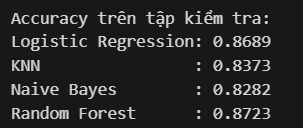 Accuracy trên tập kiểm tra:
Logistic Regression: 0.8689
KNN                : 0.8373
Naive Bayes        : 0.8282
Random Forest      : 0.8723